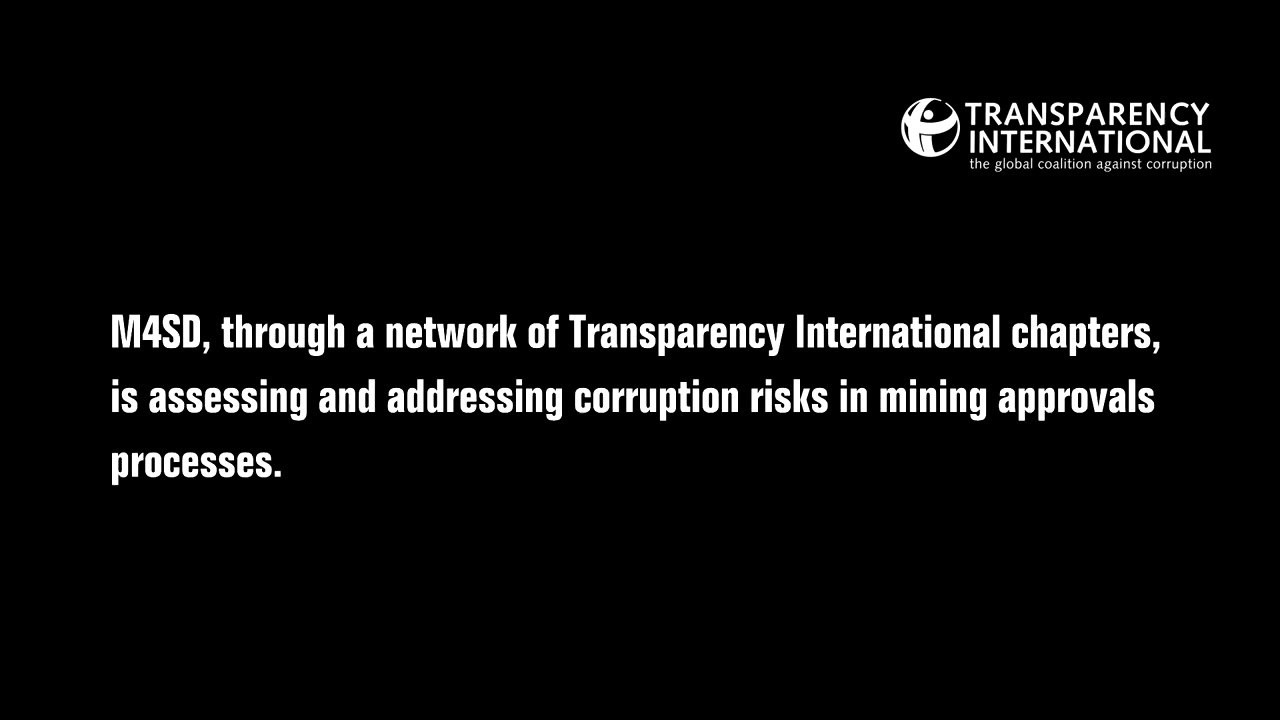 TRANSPARENCY
INTERNATIONAL
the global coalition against corruption
M4SD, through a network of Transparency International chapters,
is assessing and addressing corruption risks in mining approvals
processes.